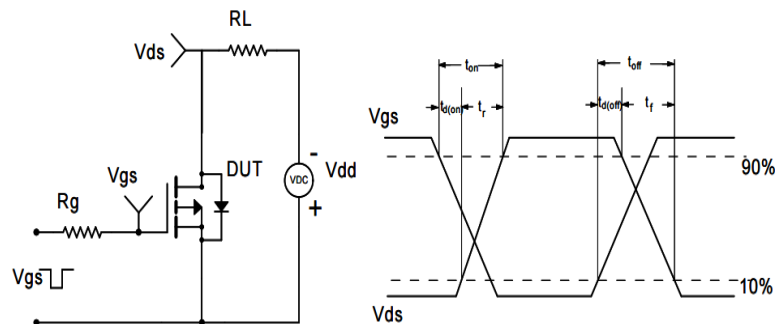 RL
Vds
-
Vgs
DUT
VDC
Vdd
+
Rg
Vgs
ton
toff
td(on)
tr
td(off)
tf
Vgs
90%
10%
Vds